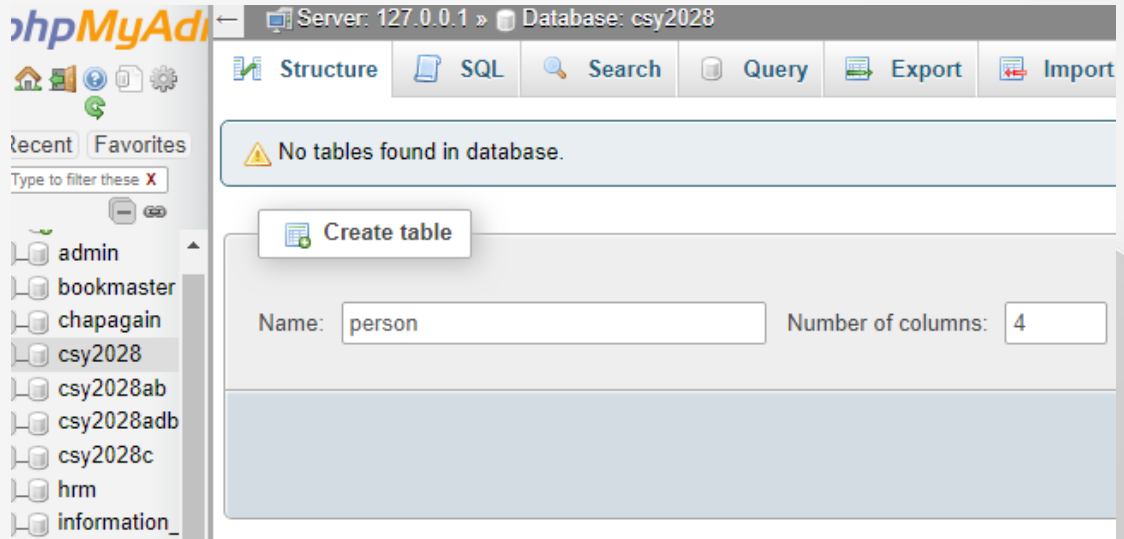 phpMyAd
Server: 127.0.0.1 » Database: csy2028
Structure SQL Search Query Export Import
Recent Favorites
Type to filter these X
No tables found in database.
Create table
admin
bookmaster
chapagain
csy2028
csy2028ab
csy2028adb
csy2028c
hrm
information_
Name: person Number of columns: 4